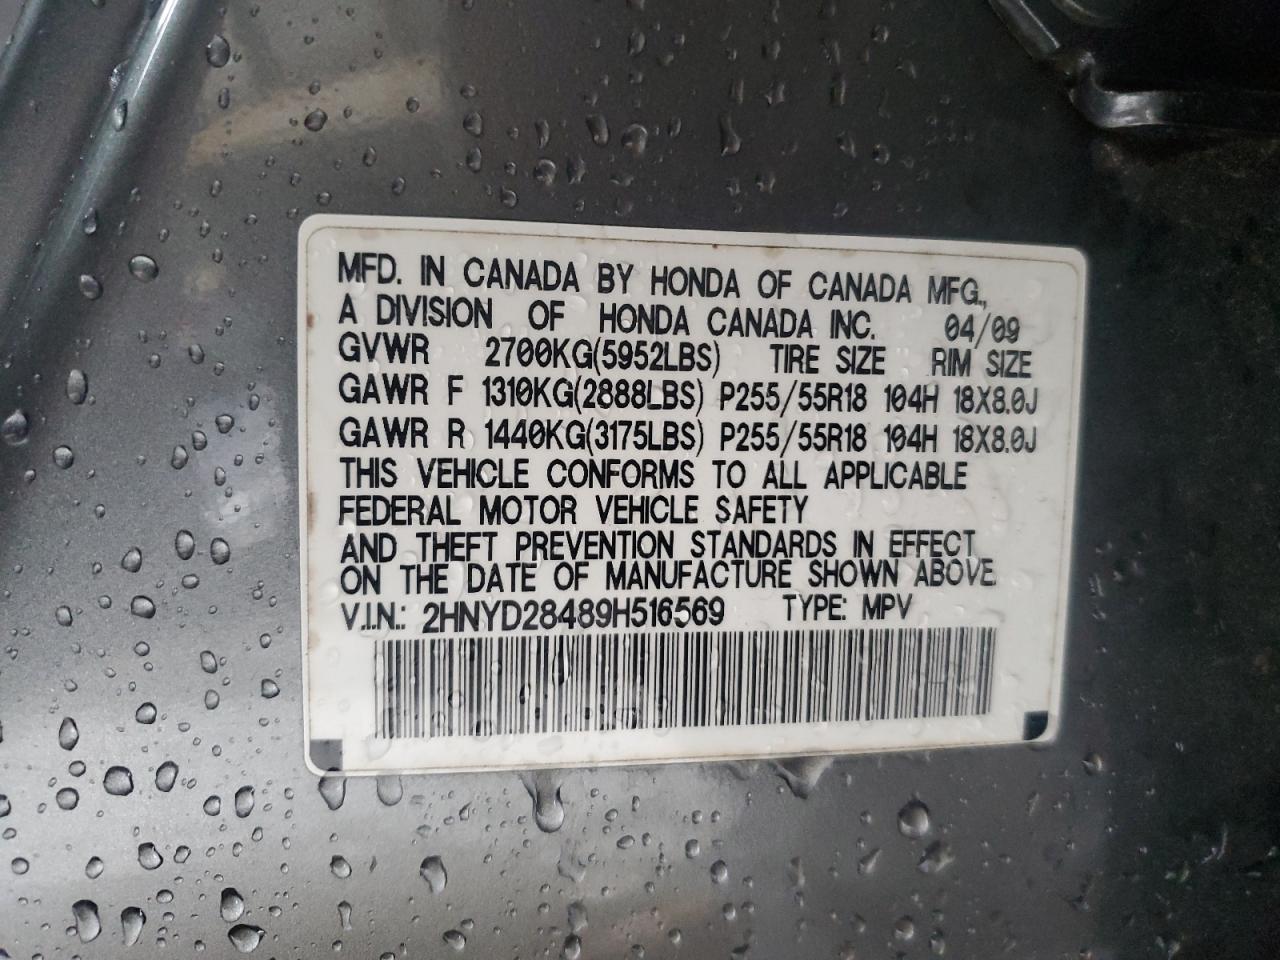 MFD. IN CANADA BY HONDA OF CANADA MFG.,
A DIVISION OF HONDA CANADA INC. 04/09
GVWR 2700KG(5952LBS) TIRE SIZE RIM SIZE
GAWR F 1310KG(2888LBS) P255/55R18 104H 18X8.0J
GAWR R 1440KG(3175LBS) P255/55R18 104H 18X8.0J
THIS VEHICLE CONFORMS TO ALL APPLICABLE
FEDERAL MOTOR VEHICLE SAFETY
AND THEFT PREVENTION STANDARDS IN EFFECT
ON THE DATE OF MANUFACTURE SHOWN ABOVE.
V.I.N.: 2HNYD28489H516569 TYPE: MPV